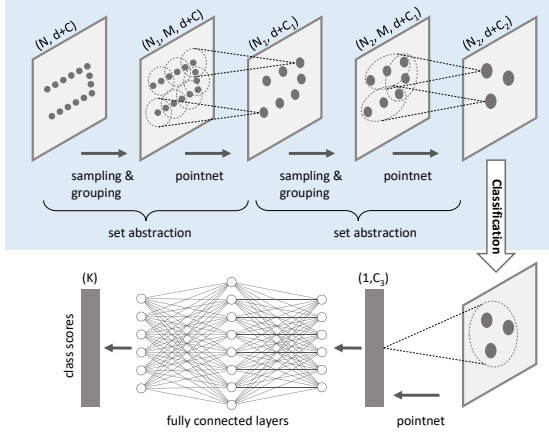 (N, d+C)
(N1, M, d+C)
(N1, d+C1)
(N2, M, d+C1)
(N2, d+C2)
sampling &
grouping
pointnet
sampling &
grouping
pointnet
set abstraction
set abstraction
Classification
(K)
(1,C3)
class scores
fully connected layers
pointnet